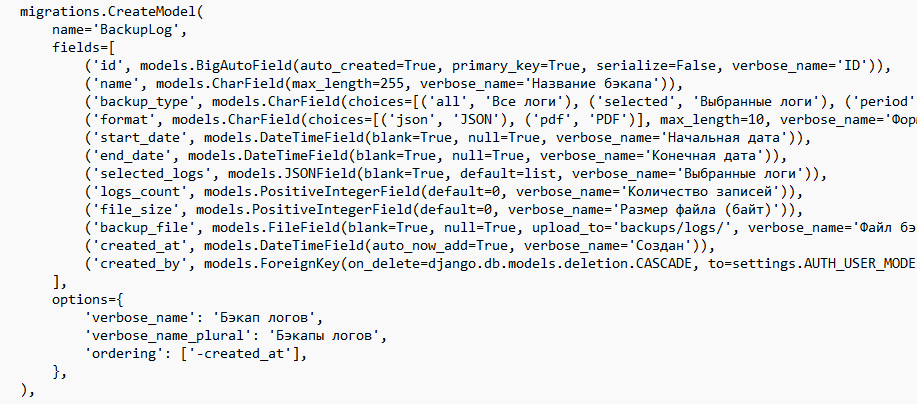 migrations.CreateModel(
    name='BackupLog',
    fields=[
        ('id', models.BigAutoField(auto_created=True, primary_key=True, serialize=False, verbose_name='ID')),
        ('name', models.CharField(max_length=255, verbose_name='Название бэкапа')),
        ('backup_type', models.CharField(choices=[('all', 'Все логи'), ('selected', 'Выбранные логи'), ('period'
        ('format', models.CharField(choices=[('json', 'JSON'), ('pdf', 'PDF')], max_length=10, verbose_name='Фор
        ('start_date', models.DateTimeField(blank=True, null=True, verbose_name='Начальная дата')),
        ('end_date', models.DateTimeField(blank=True, null=True, verbose_name='Конечная дата')),
        ('selected_logs', models.JSONField(blank=True, default=list, verbose_name='Выбранные логи')),
        ('logs_count', models.PositiveIntegerField(default=0, verbose_name='Количество записей')),
        ('file_size', models.PositiveIntegerField(default=0, verbose_name='Размер файла (байт)')),
        ('backup_file', models.FileField(blank=True, null=True, upload_to='backups/logs/', verbose_name='Файл бэ
        ('created_at', models.DateTimeField(auto_now_add=True, verbose_name='Создан')),
        ('created_by', models.ForeignKey(on_delete=django.db.models.deletion.CASCADE, to=settings.AUTH_USER_MODE
    ],
    options={
        'verbose_name': 'Бэкап логов',
        'verbose_name_plural': 'Бэкапы логов',
        'ordering': ['-created_at'],
    },
),